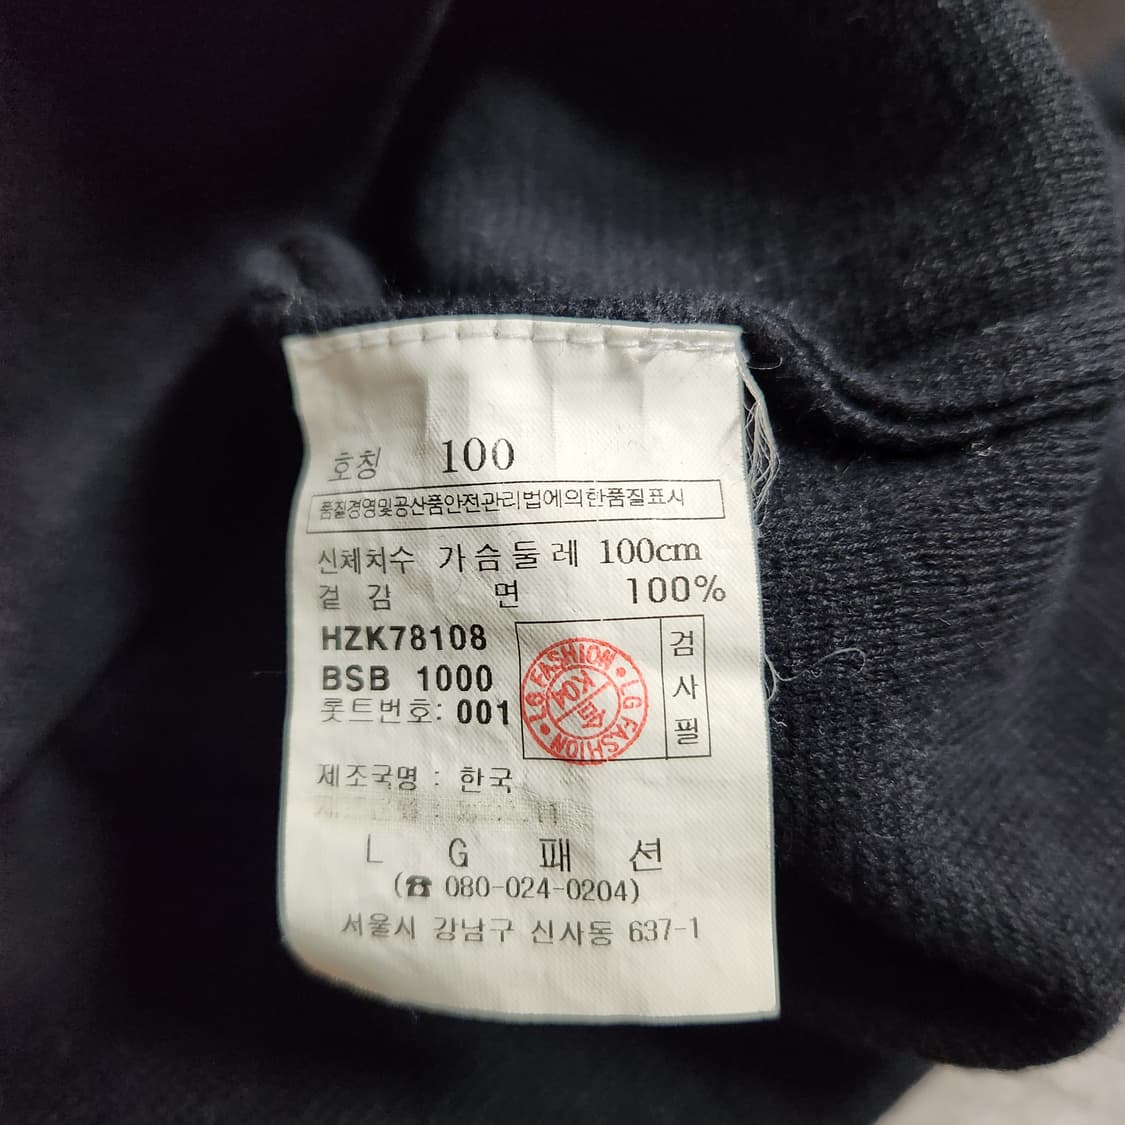 호칭 100
품질경영및공산품안전관리법에의한품질표시
신체치수 가슴둘레 100cm
겉감 면 100%
HZK78108
BSB 1000
롯트번호: 001
LG FASHION • LG FASHION •
검사필
제조국명 : 한국
L G 패션
(☎ 080-024-0204)
서울시 강남구 신사동 637-1